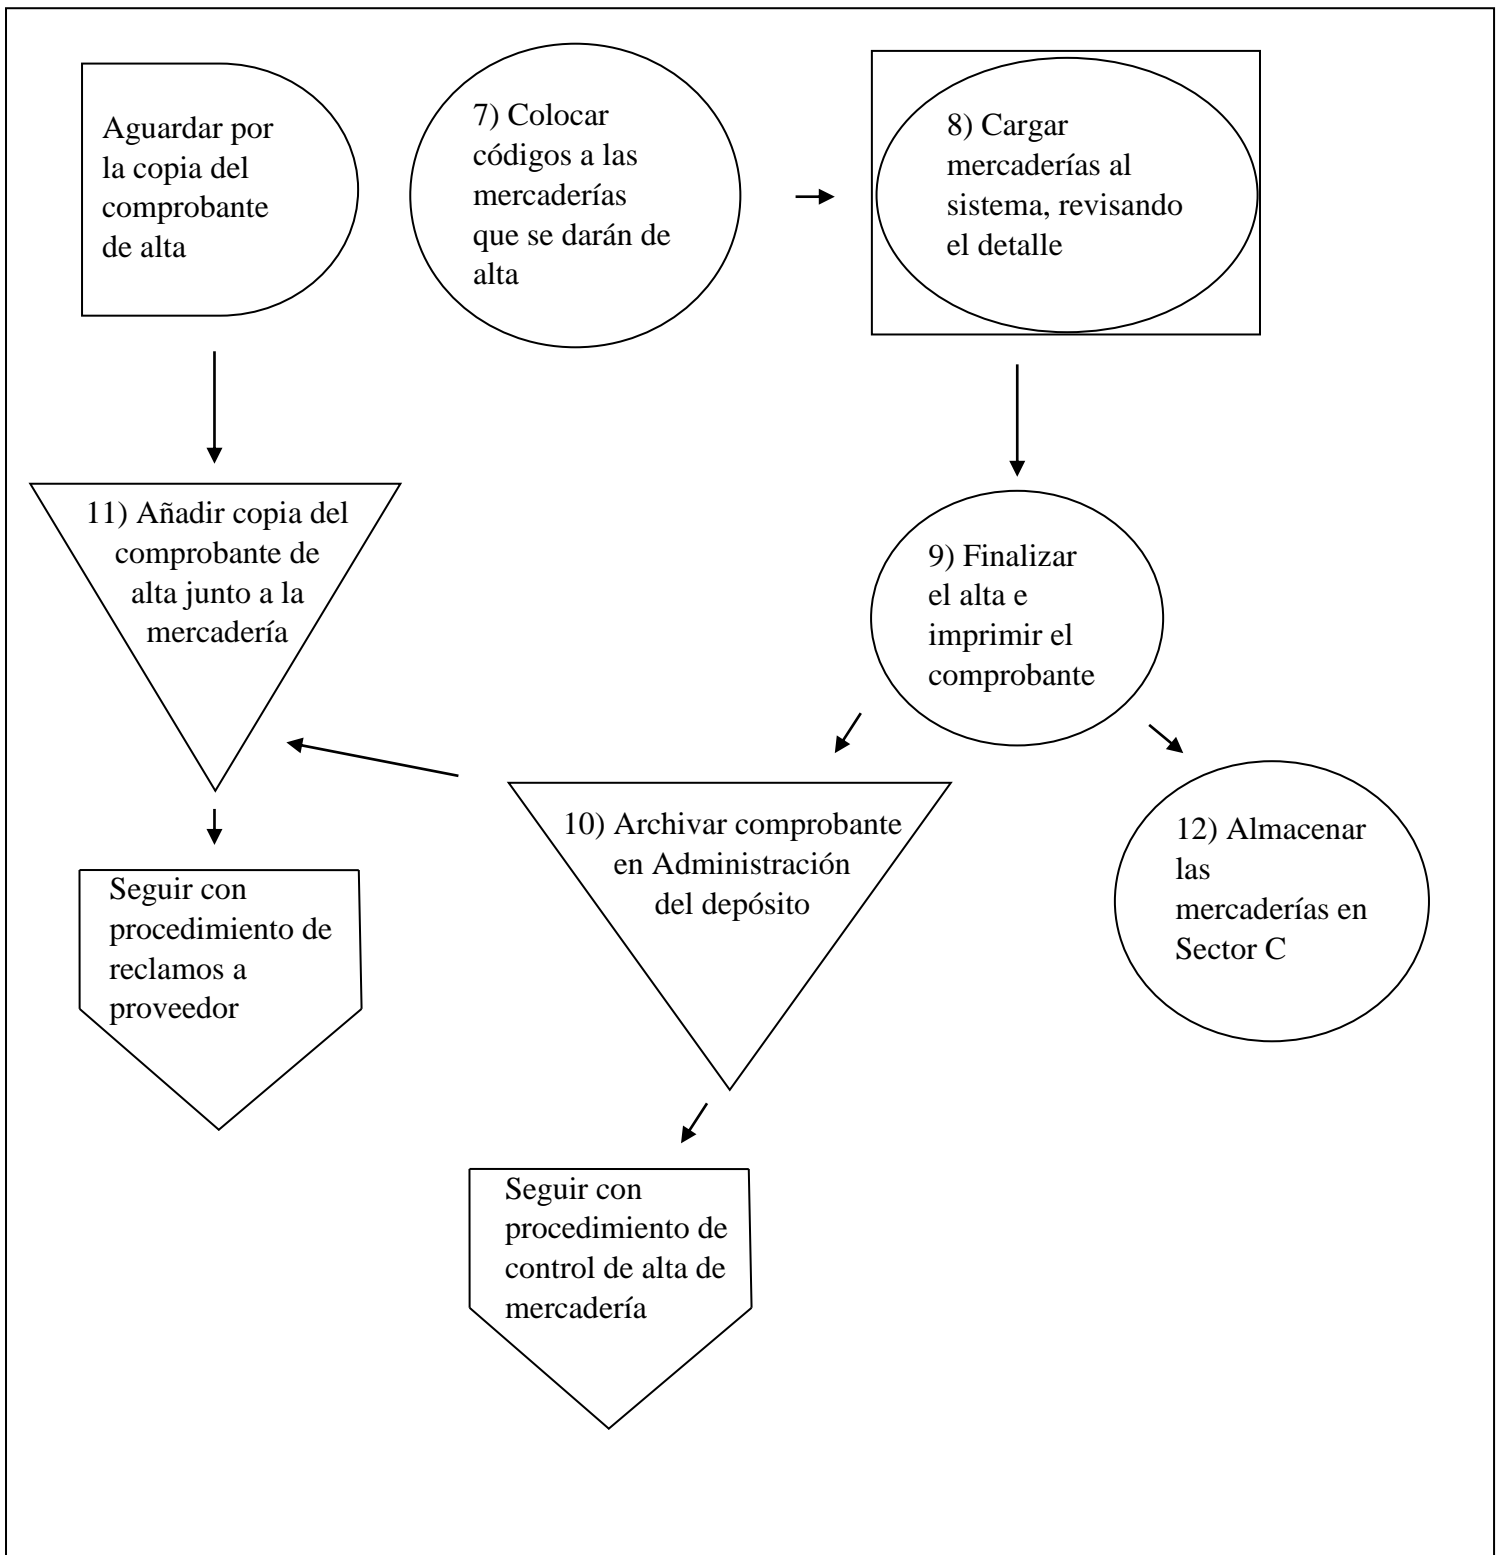 Aguardar por
la copia del
comprobante
de alta
7) Colocar
códigos a las
mercaderías
que se darán de
alta
8) Cargar
mercaderías al
sistema, revisando
el detalle
11) Añadir copia del
comprobante de
alta junto a la
mercadería
9) Finalizar
el alta e
imprimir el
comprobante
10) Archivar comprobante
en Administración
del depósito
12) Almacenar
las
mercaderías en
Sector C
Seguir con
procedimiento de
reclamos a
proveedor
Seguir con
procedimiento de
control de alta de
mercadería